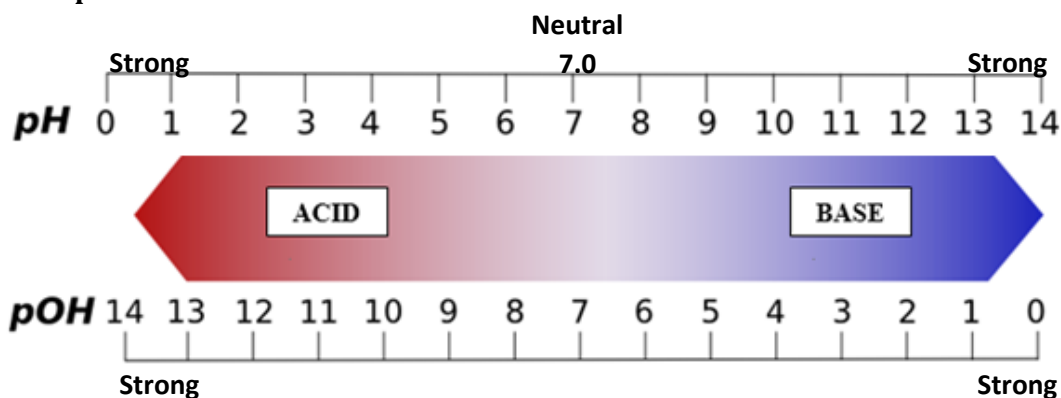 Neutral
Strong 7.0 Strong
pH 0 1 2 3 4 5 6 7 8 9 10 11 12 13 14
ACID BASE
pOH 14 13 12 11 10 9 8 7 6 5 4 3 2 1 0
Strong Strong